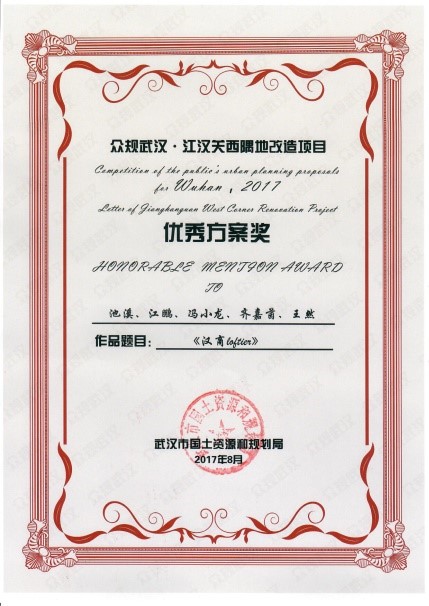 众规武汉·江汉关西隅地改造项目
Competition of the public's urban planning proposals
for Wuhan , 2017
Letter of Jianghanguan West Corner Renovation Project
优秀方案奖
HONORABLE MENTION AWARD
TO
池溪、江鹏、冯小龙、齐嘉苗、王然
作品题目:《汉商loftier》
武汉市国土资源和规划局
2017年8月